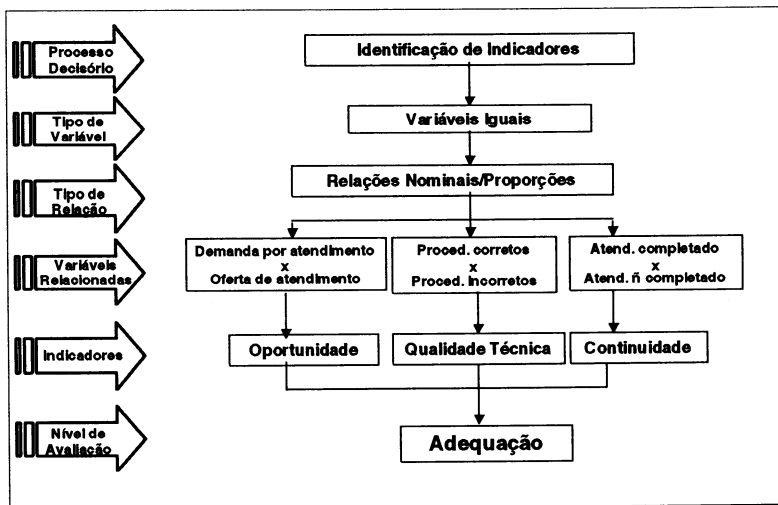 Processo
Decisório
Identificação de Indicadores
Tipo de
Variável
Variáveis Iguais
Tipo de
Relação
Relações Nominais/Proporções
Variáveis
Relacionadas
Demanda por atendimento
x
Oferta de atendimento
Proced. corretos
x
Proced. Incorretos
Atend. completado
x
Atend. ñ completado
Indicadores
Oportunidade
Qualidade Técnica
Continuidade
Nível de
Avaliação
Adequação